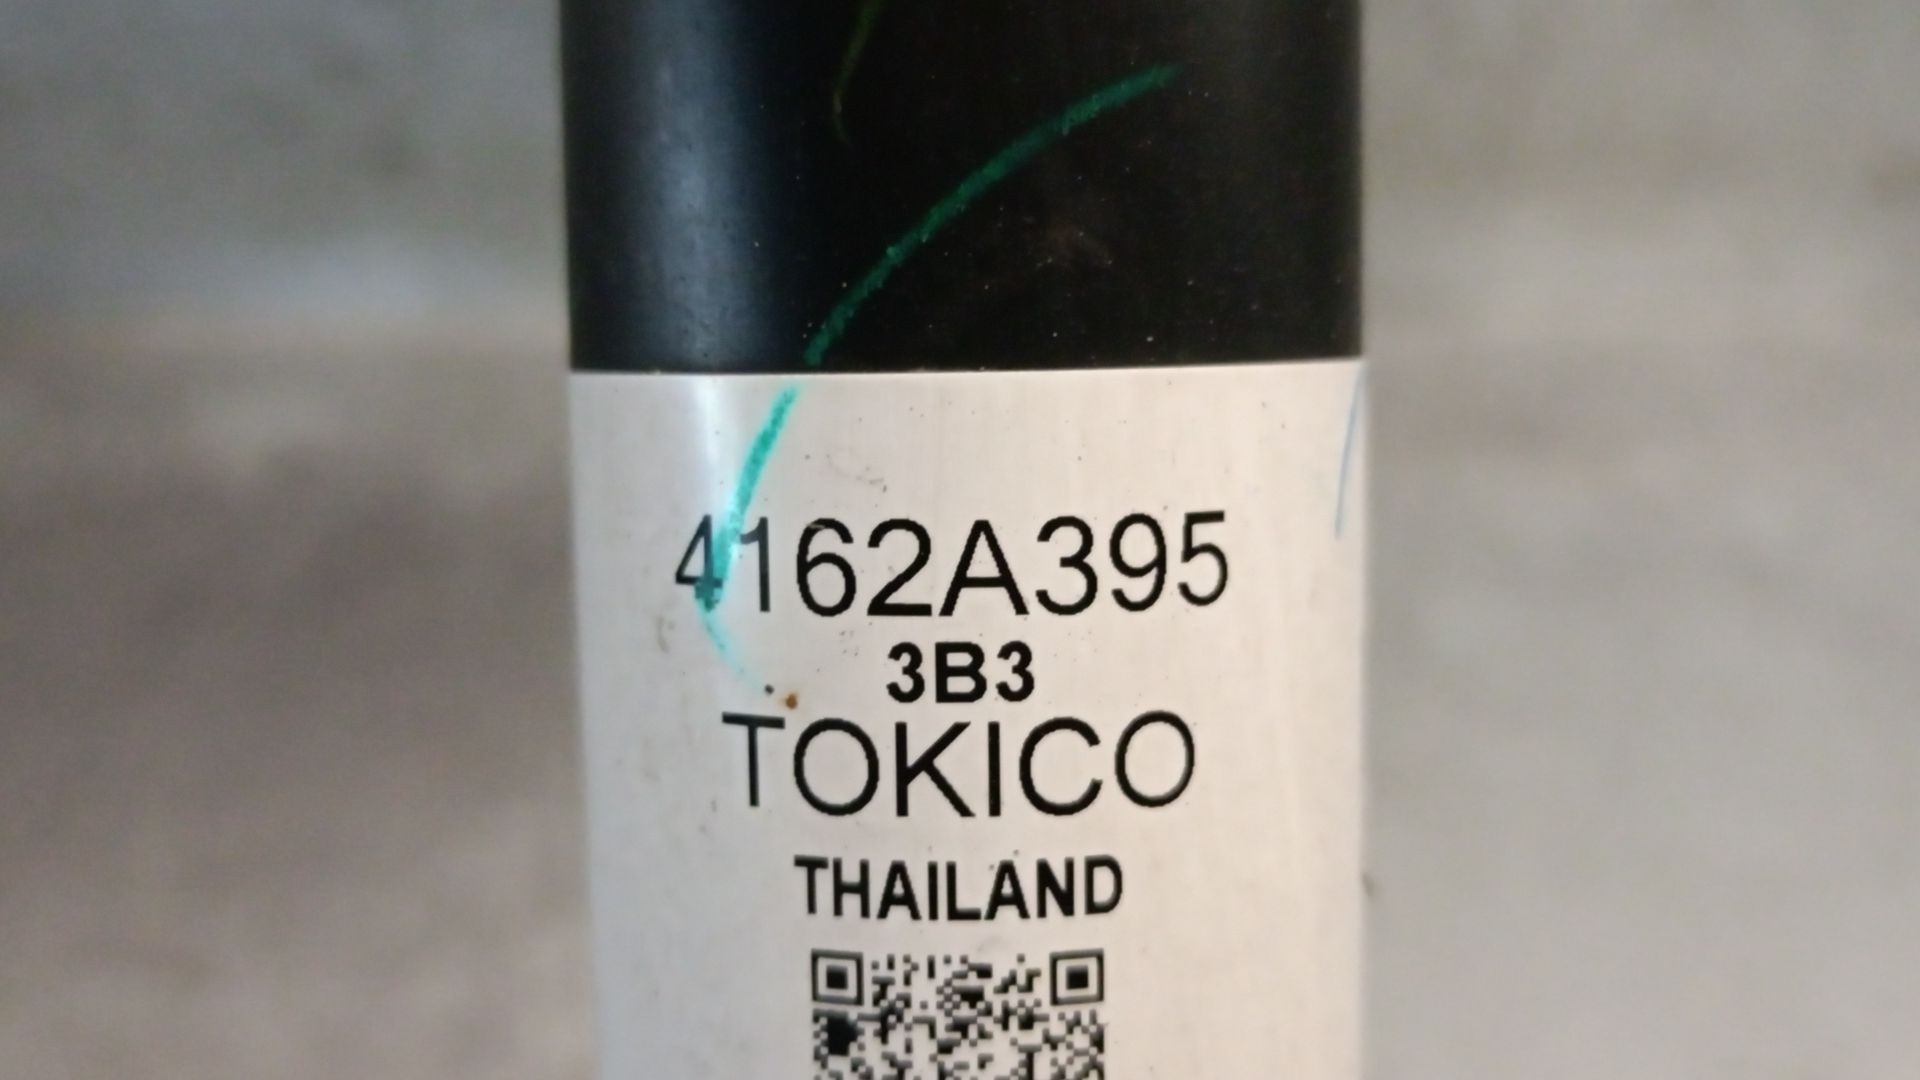 4162A395
3B3
TOKICO
THAILAND